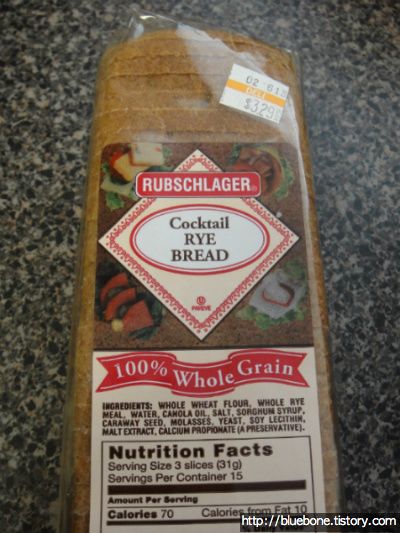 02 618
DELI
$3.29
RUBSCHLAGER
Cocktail
RYE
BREAD
U
PAREVE
100% Whole Grain
INGREDIENTS: WHOLE WHEAT FLOUR, WHOLE RYE
MEAL, WATER, CANOLA OIL, SALT, SORGHUM SYRUP,
CARAWAY SEED, MOLASSES, YEAST, SOY LECITHIN,
MALT EXTRACT, CALCIUM PROPIONATE (A PRESERVATIVE).
Nutrition Facts
Serving Size 3 slices (31g)
Servings Per Container 15
Amount Per Serving
Calories 70 Calories from Fat 10
% Daily
http://bluebone.tistory.com